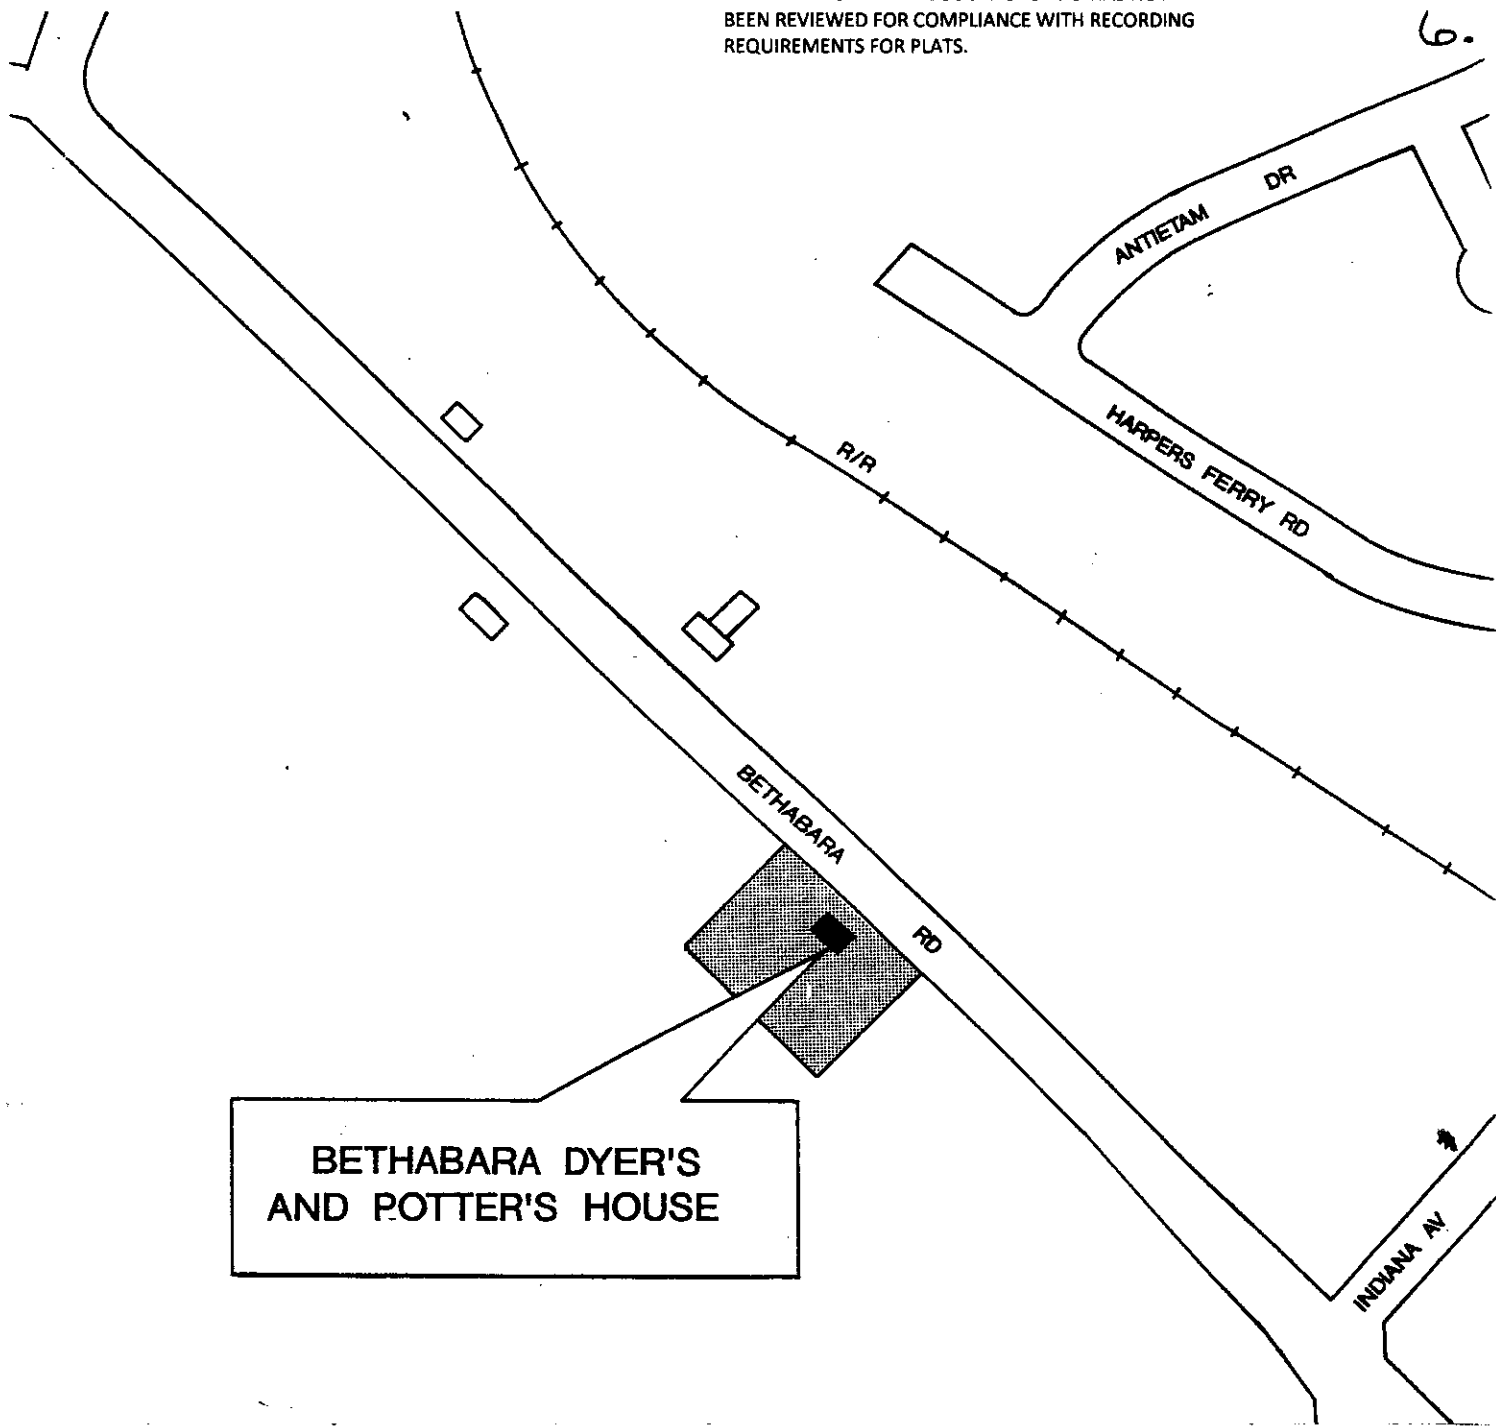 BEEN REVIEWED FOR COMPLIANCE WITH RECORDING
REQUIREMENTS FOR PLATS.
ANTIETAM DR
HARPERS FERRY RD
R/R
BETHABARA RD
BETHABARA DYER'S
AND POTTER'S HOUSE
INDIANA AV